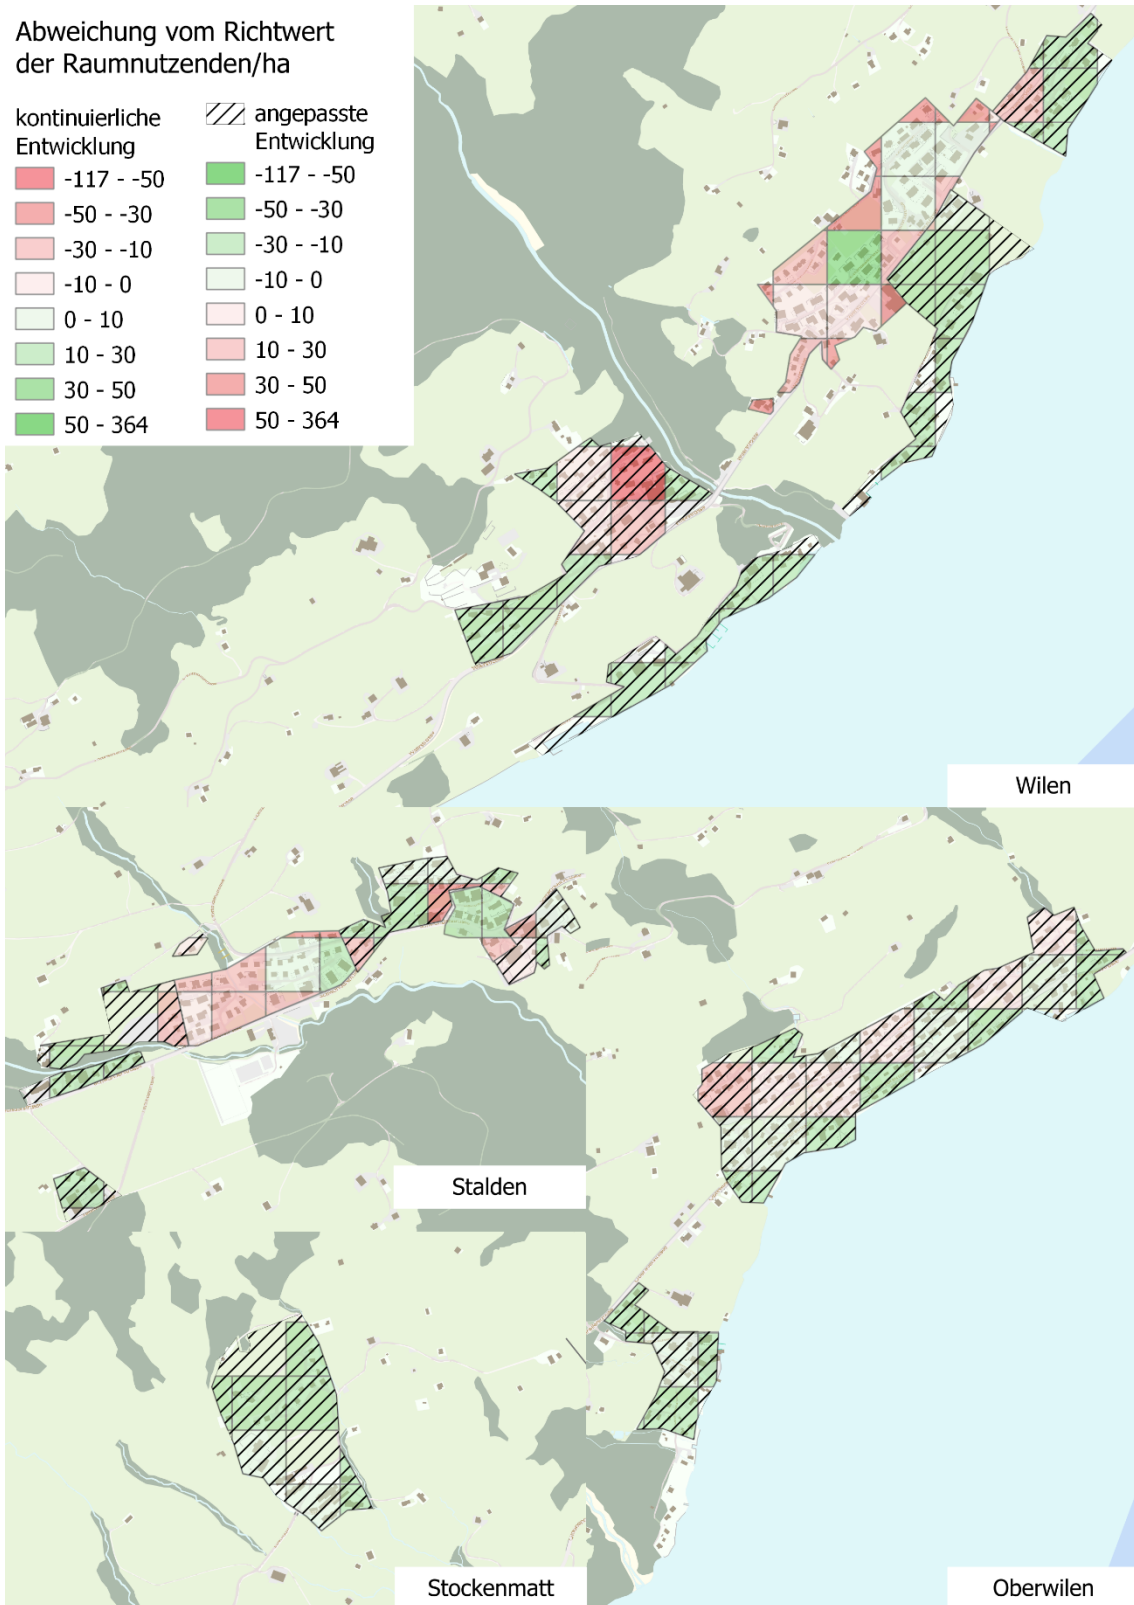 Abweichung vom Richtwert
der Raumnutzenden/ha
kontinuierliche
Entwicklung
-117 - -50
-50 - -30
-30 - -10
-10 - 0
0 - 10
10 - 30
30 - 50
50 - 364
angepasste
Entwicklung
-117 - -50
-50 - -30
-30 - -10
-10 - 0
0 - 10
10 - 30
30 - 50
50 - 364
Wilen
Stalden
Stockenmatt
Oberwilen